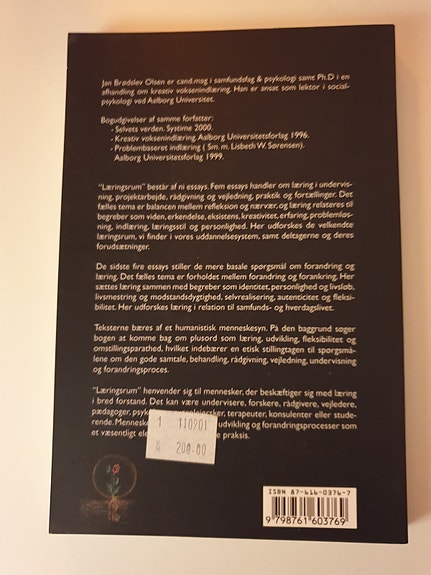 Jan Brødslev Olsen er cand.mag i samfundsfag & psykologi samt Ph.D i en
afhandling om kreativ voksenindlæring. Han er ansat som lektor i social-
psykologi ved Aalborg Universitet.
Bogudgivelser af samme forfatter:
- Selvets verden. Systime 2000.
- Kreativ voksenindlæring. Aalborg Universitetsforlag 1996.
- Problembaseret indlæring ( Sm. m. Lisbeth W. Sørensen).
Aalborg Universitetsforlag 1999.
"Læringsrum" består af ni essays. Fem essays handler om læring i undervis-
ning, projektarbejde, rådgivning og vejledning, praktik og fortællinger. Det
fælles tema er balancen mellem refleksion og nærvær, og læring relateres til
begreber som viden, erkendelse, eksistens, kreativitet, erfaring, problemløs-
ning, indlæring, læringsstil og personlighed. Her udforskes de velkendte
læringsrum, vi finder i vores uddannelsesystem, samt deltagerne og deres
forudsætninger.
De sidste fire essays stiller de mere basale spørgsmål om forandring og
læring. Det fælles tema er forholdet mellem forandring og forankring. Her
sættes læring sammen med begreber som identitet, personlighed og livsløb,
livsmestring og modstandsdygtighed, selvrealisering, autenticitet og fleksi-
bilitet. Her udforskes læring i relation til samfunds- og hverdagslivet.
Teksterne bæres af et humanistisk menneskesyn. På den baggrund søger
bogen at komme bag om plusord som læring, udvikling, fleksibilitet og
omstillingsparathed, hvilket indebærer en etisk stillingtagen til spørgsmå-
lene om den gode samtale, behandling, rådgivning, vejledning, undervisning
og forandringsproces.
"Læringsrum" henvender sig til mennesker, der beskæftiger sig med læring
i bred forstand. Det kan være undervisere, forskere, rådgivere, vejledere,
pædagoger, terapeuter, konsulenter eller stude-
rende. udvikling og forandringsprocesser som
et væsentligt praksis.
1 110201
200.00
ISBN 87-616-0376-7
9 788761 603769